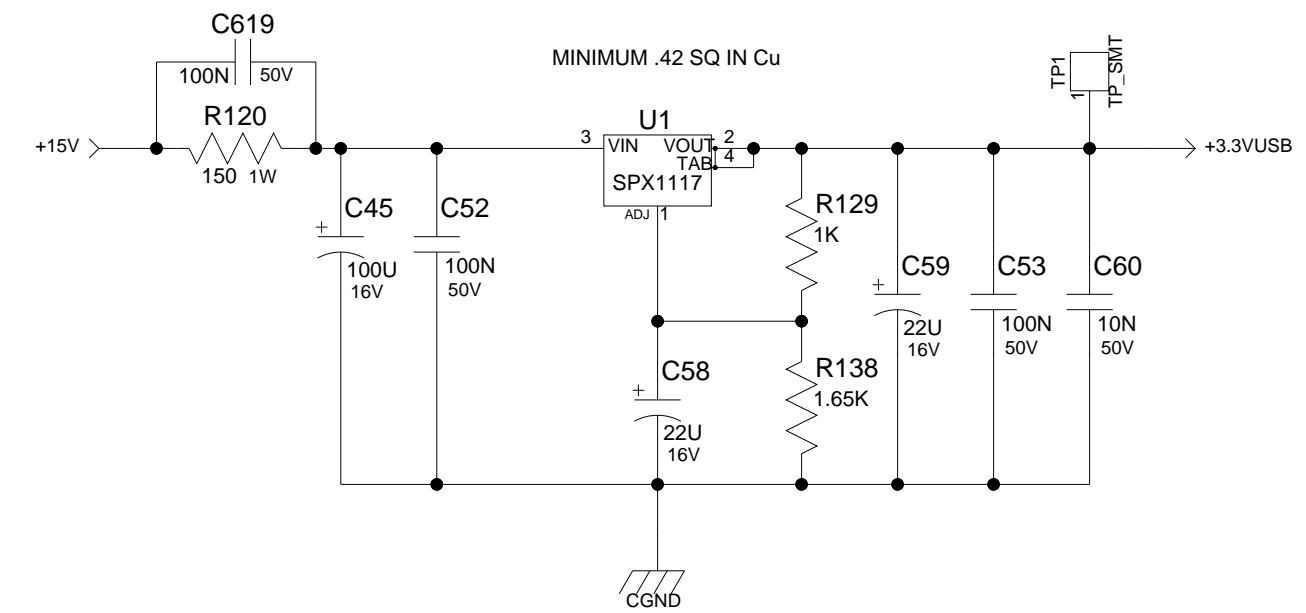 C619
100N 50V
MINIMUM .42 SQ IN Cu
TP1
1
TP_SMT
R120
150 1W
+15V
U1
3 VIN VOUT 2
TAB 4
SPX1117
ADJ 1
+3.3VUSB
C45
100U
16V
C52
100N
50V
R129
1K
C59
22U
16V
C53
100N
50V
C60
10N
50V
C58
22U
16V
R138
1.65K
+
+
+
CGND